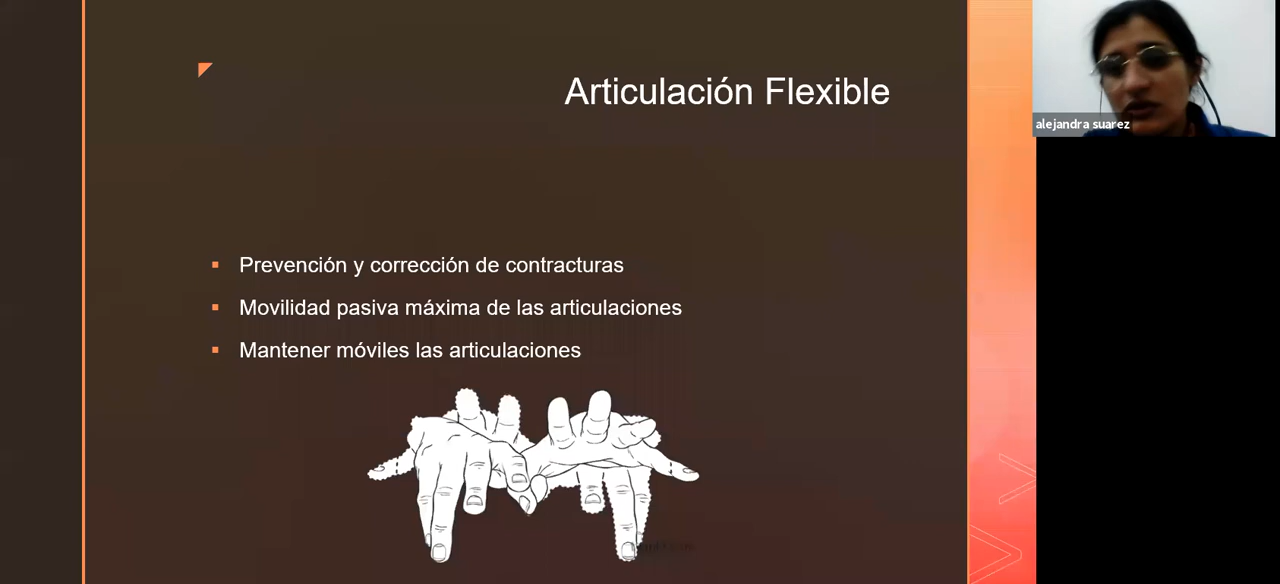 Articulación Flexible
Prevención y corrección de contracturas
Movilidad pasiva máxima de las articulaciones
Mantener móviles las articulaciones
alejandra suarez